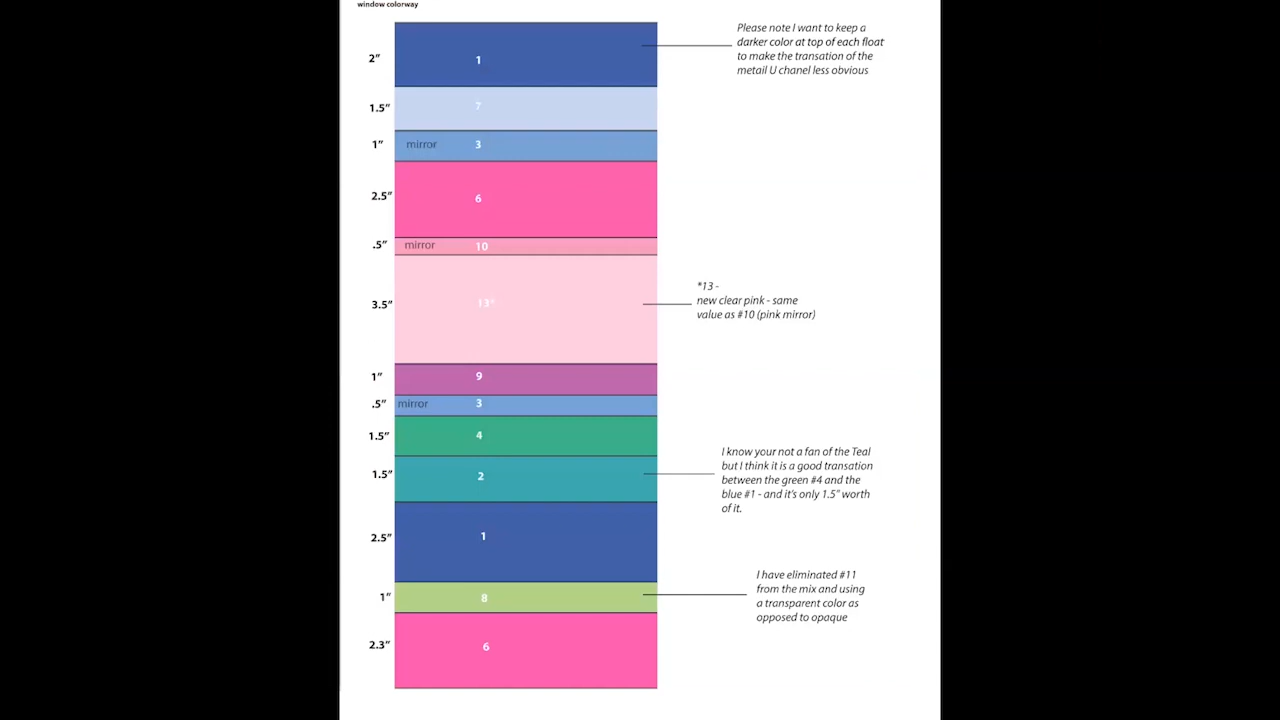 window colorway
Please note I want to keep a
darker color at top of each float
to make the transation of the
metail U chanel less obvious
2”
1
1.5”
7
1”
mirror
3
2.5”
6
.5”
mirror
10
3.5”
13*
*13 -
new clear pink - same
value as #10 (pink mirror)
1”
9
.5”
mirror
3
1.5”
4
I know your not a fan of the Teal
but I think it is a good transation
between the green #4 and the
blue #1 - and it's only 1.5” worth
of it.
1.5”
2
2.5”
1
I have eliminated #11
from the mix and using
a transparent color as
opposed to opaque
1”
8
2.3”
6